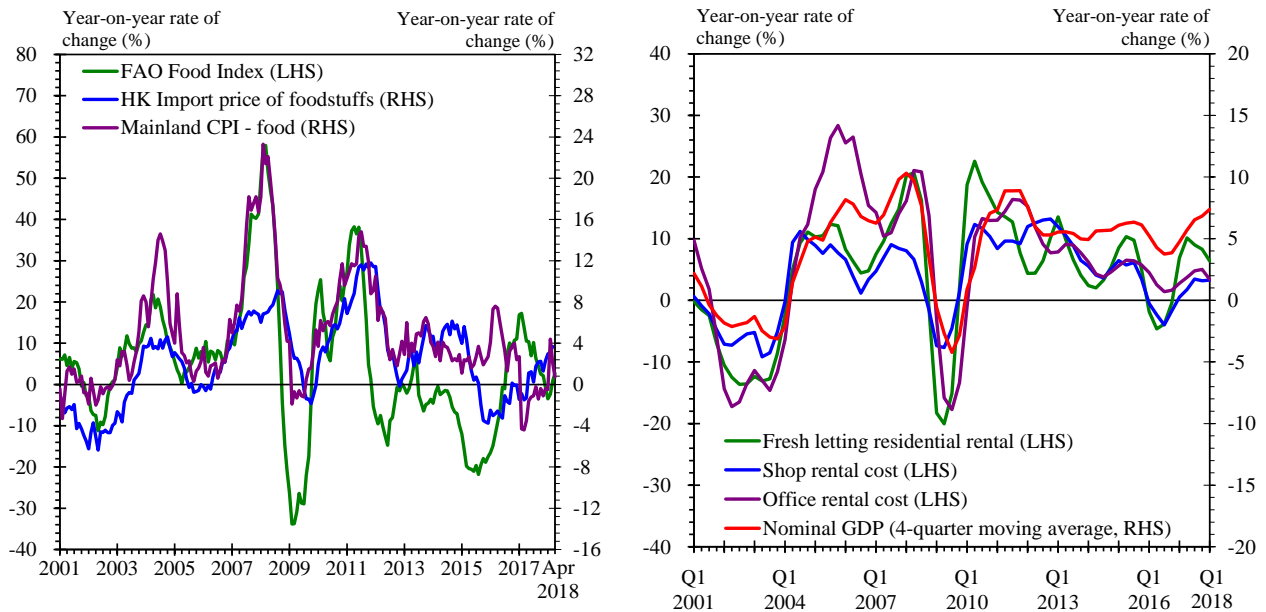 Year-on-year rate of
change (%)
Year-on-year rate of
change (%)
80
70
60
50
40
30
20
10
0
-10
-20
-30
-40
32
28
24
20
16
12
8
4
0
-4
-8
-12
-16
FAO Food Index (LHS)
HK Import price of foodstuffs (RHS)
Mainland CPI - food (RHS)
2001 2003 2005 2007 2009 2011 2013 2015 2017 Apr
2018
Year-on-year rate of
change (%)
Year-on-year rate of
change (%)
40
30
20
10
0
-10
-20
-30
-40
20
15
10
5
0
-5
-10
-15
-20
Fresh letting residential rental (LHS)
Shop rental cost (LHS)
Office rental cost (LHS)
Nominal GDP (4-quarter moving average, RHS)
Q1 Q1 Q1 Q1 Q1 Q1 Q1
2001 2004 2007 2010 2013 2016 2018